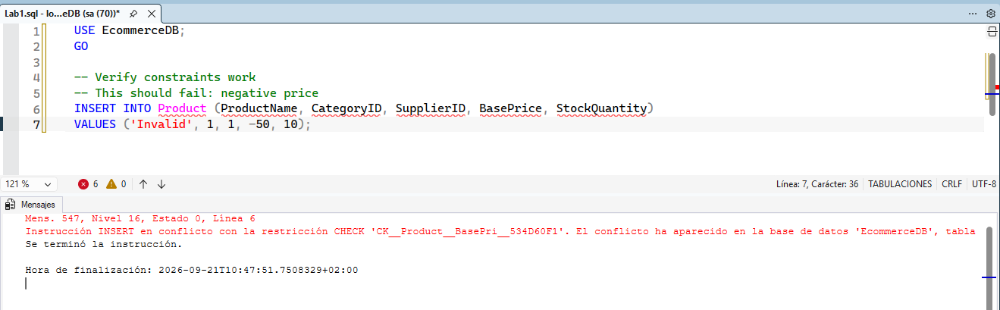 Lab1.sql - lo...eDB (sa (70))*
1 USE EcommerceDB;
2 GO
3
4 -- Verify constraints work
5 -- This should fail: negative price
6 INSERT INTO Product (ProductName, CategoryID, SupplierID, BasePrice, StockQuantity)
7 VALUES ('Invalid', 1, 1, -50, 10);
121 % 6 0 Línea: 7, Carácter: 36 TABULACIONES CRLF UTF-8
Mensajes
Mens. 547, Nivel 16, Estado 0, Línea 6
Instrucción INSERT en conflicto con la restricción CHECK 'CK__Product__BasePri__534D60F1'. El conflicto ha aparecido en la base de datos 'EcommerceDB', tabla
Se terminó la instrucción.
Hora de finalización: 2026-09-21T10:47:51.7508329+02:00